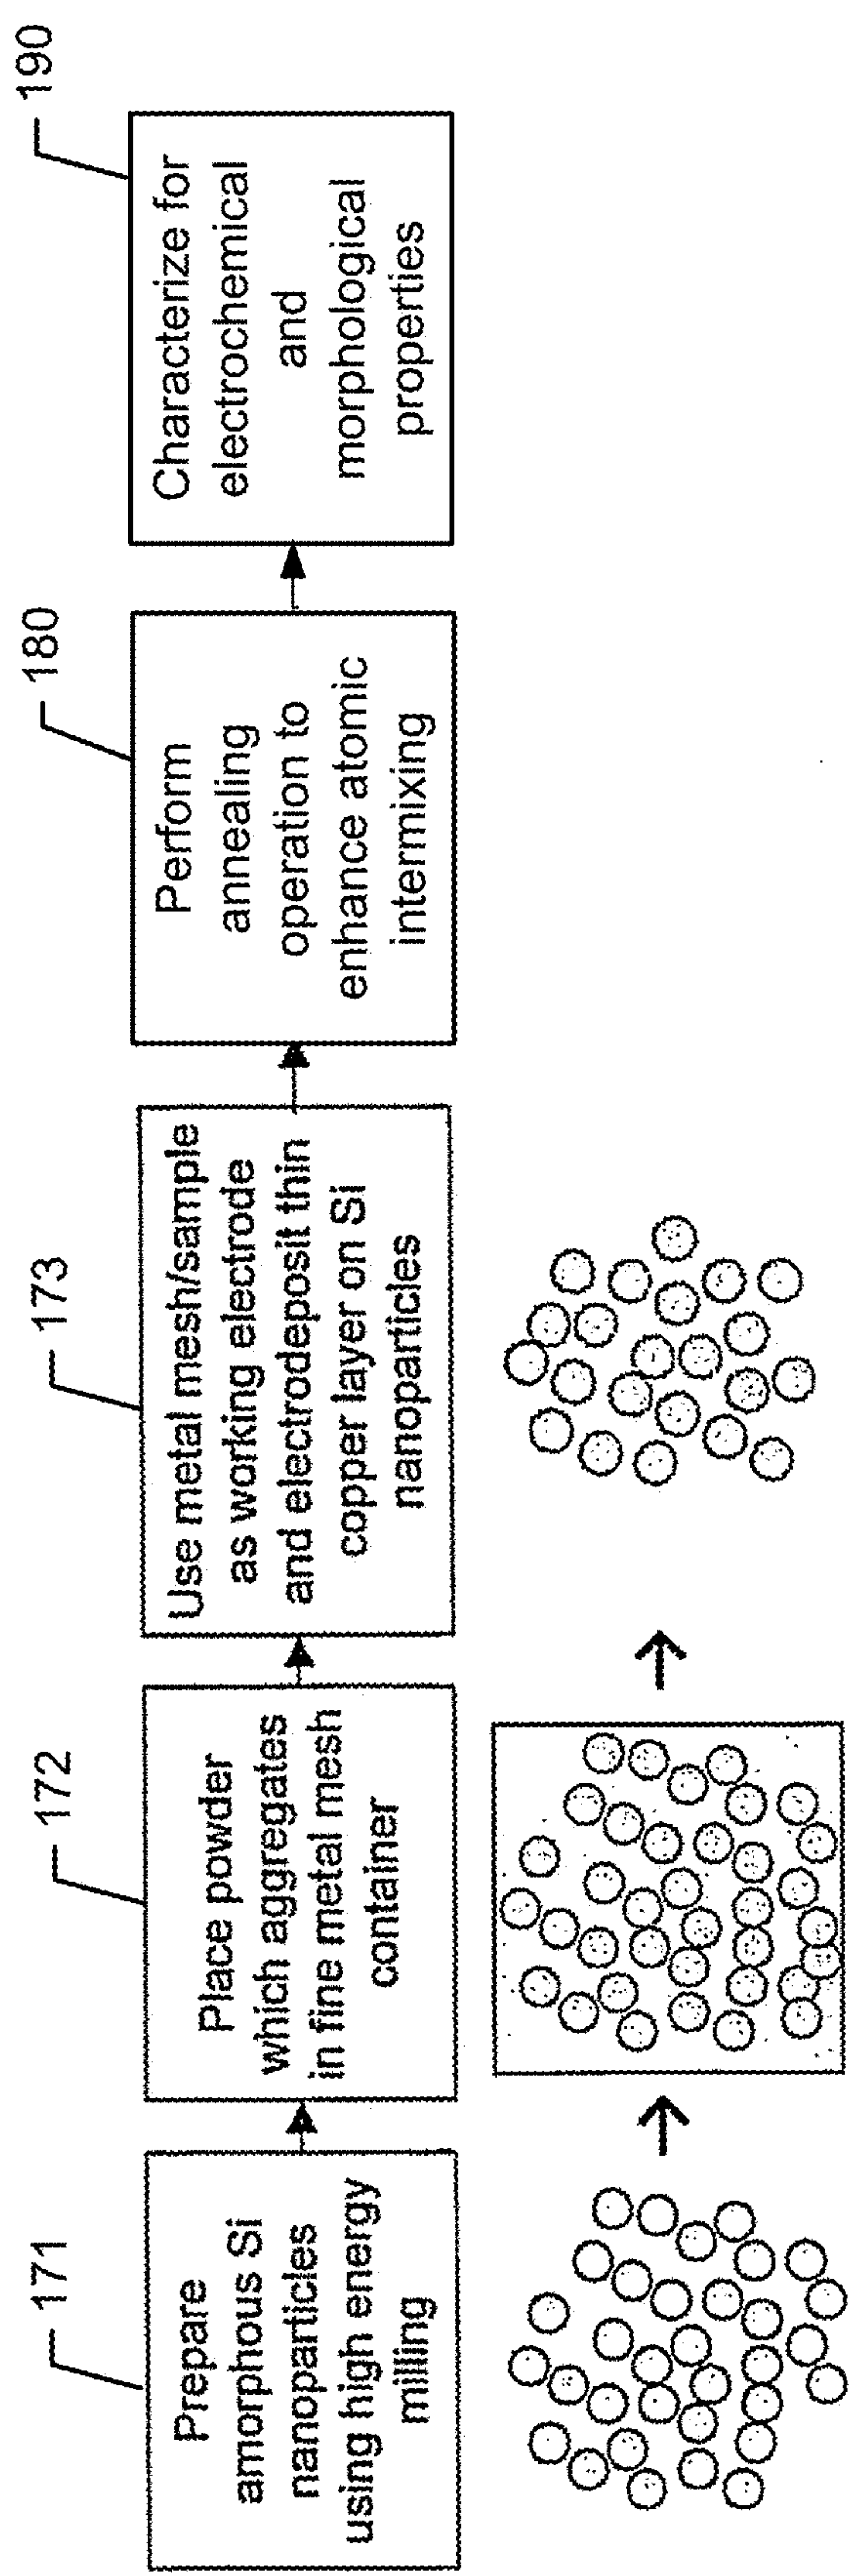 171
Prepare
amorphous Si
nanoparticles
using high energy
milling
172
Place powder
which aggregates
in fine metal mesh
container
173
Use metal mesh/sample
as working electrode
and electrodeposit thin
copper layer on Si
nanoparticles
180
Perform
annealing
operation to
enhance atomic
intermixing
190
Characterize for
electrochemical
and
morphological
properties